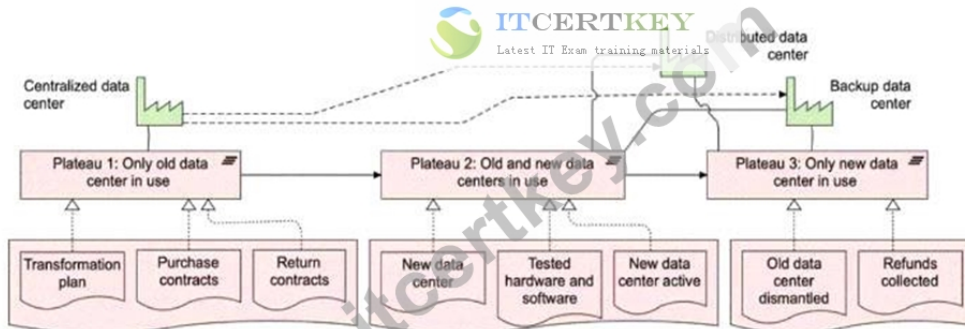 ITCERTKEY
Latest IT Exam training materials
Distributed data
center
Centralized data
center
Backup data
center
Plateau 1: Only old data
center in use
Plateau 2: Old and new data
centers in use
Plateau 3: Only new data
center in use
Transformation
plan
Purchase
contracts
Return
contracts
New data
center
Tested
hardware and
software
New data
center active
Old data
center
dismantled
Refunds
collected
itcertkey.com